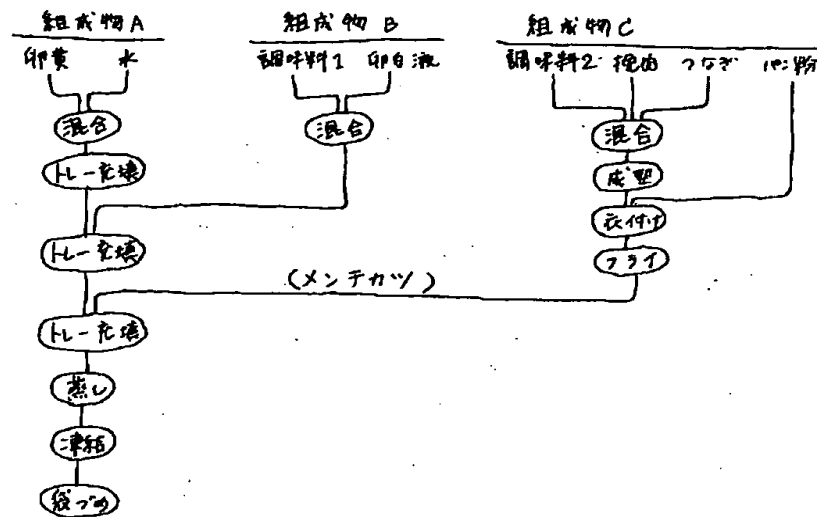 組成物A 組成物B 組成物C
卵黄 水 調味料1 卵白液 調味料2 挽肉 つなぎ パン粉
混合 混合 混合
トレー充填 成型
衣付け
トレー充填 フライ
(メンチカツ)
トレー充填
蒸し
凍結
袋づめ